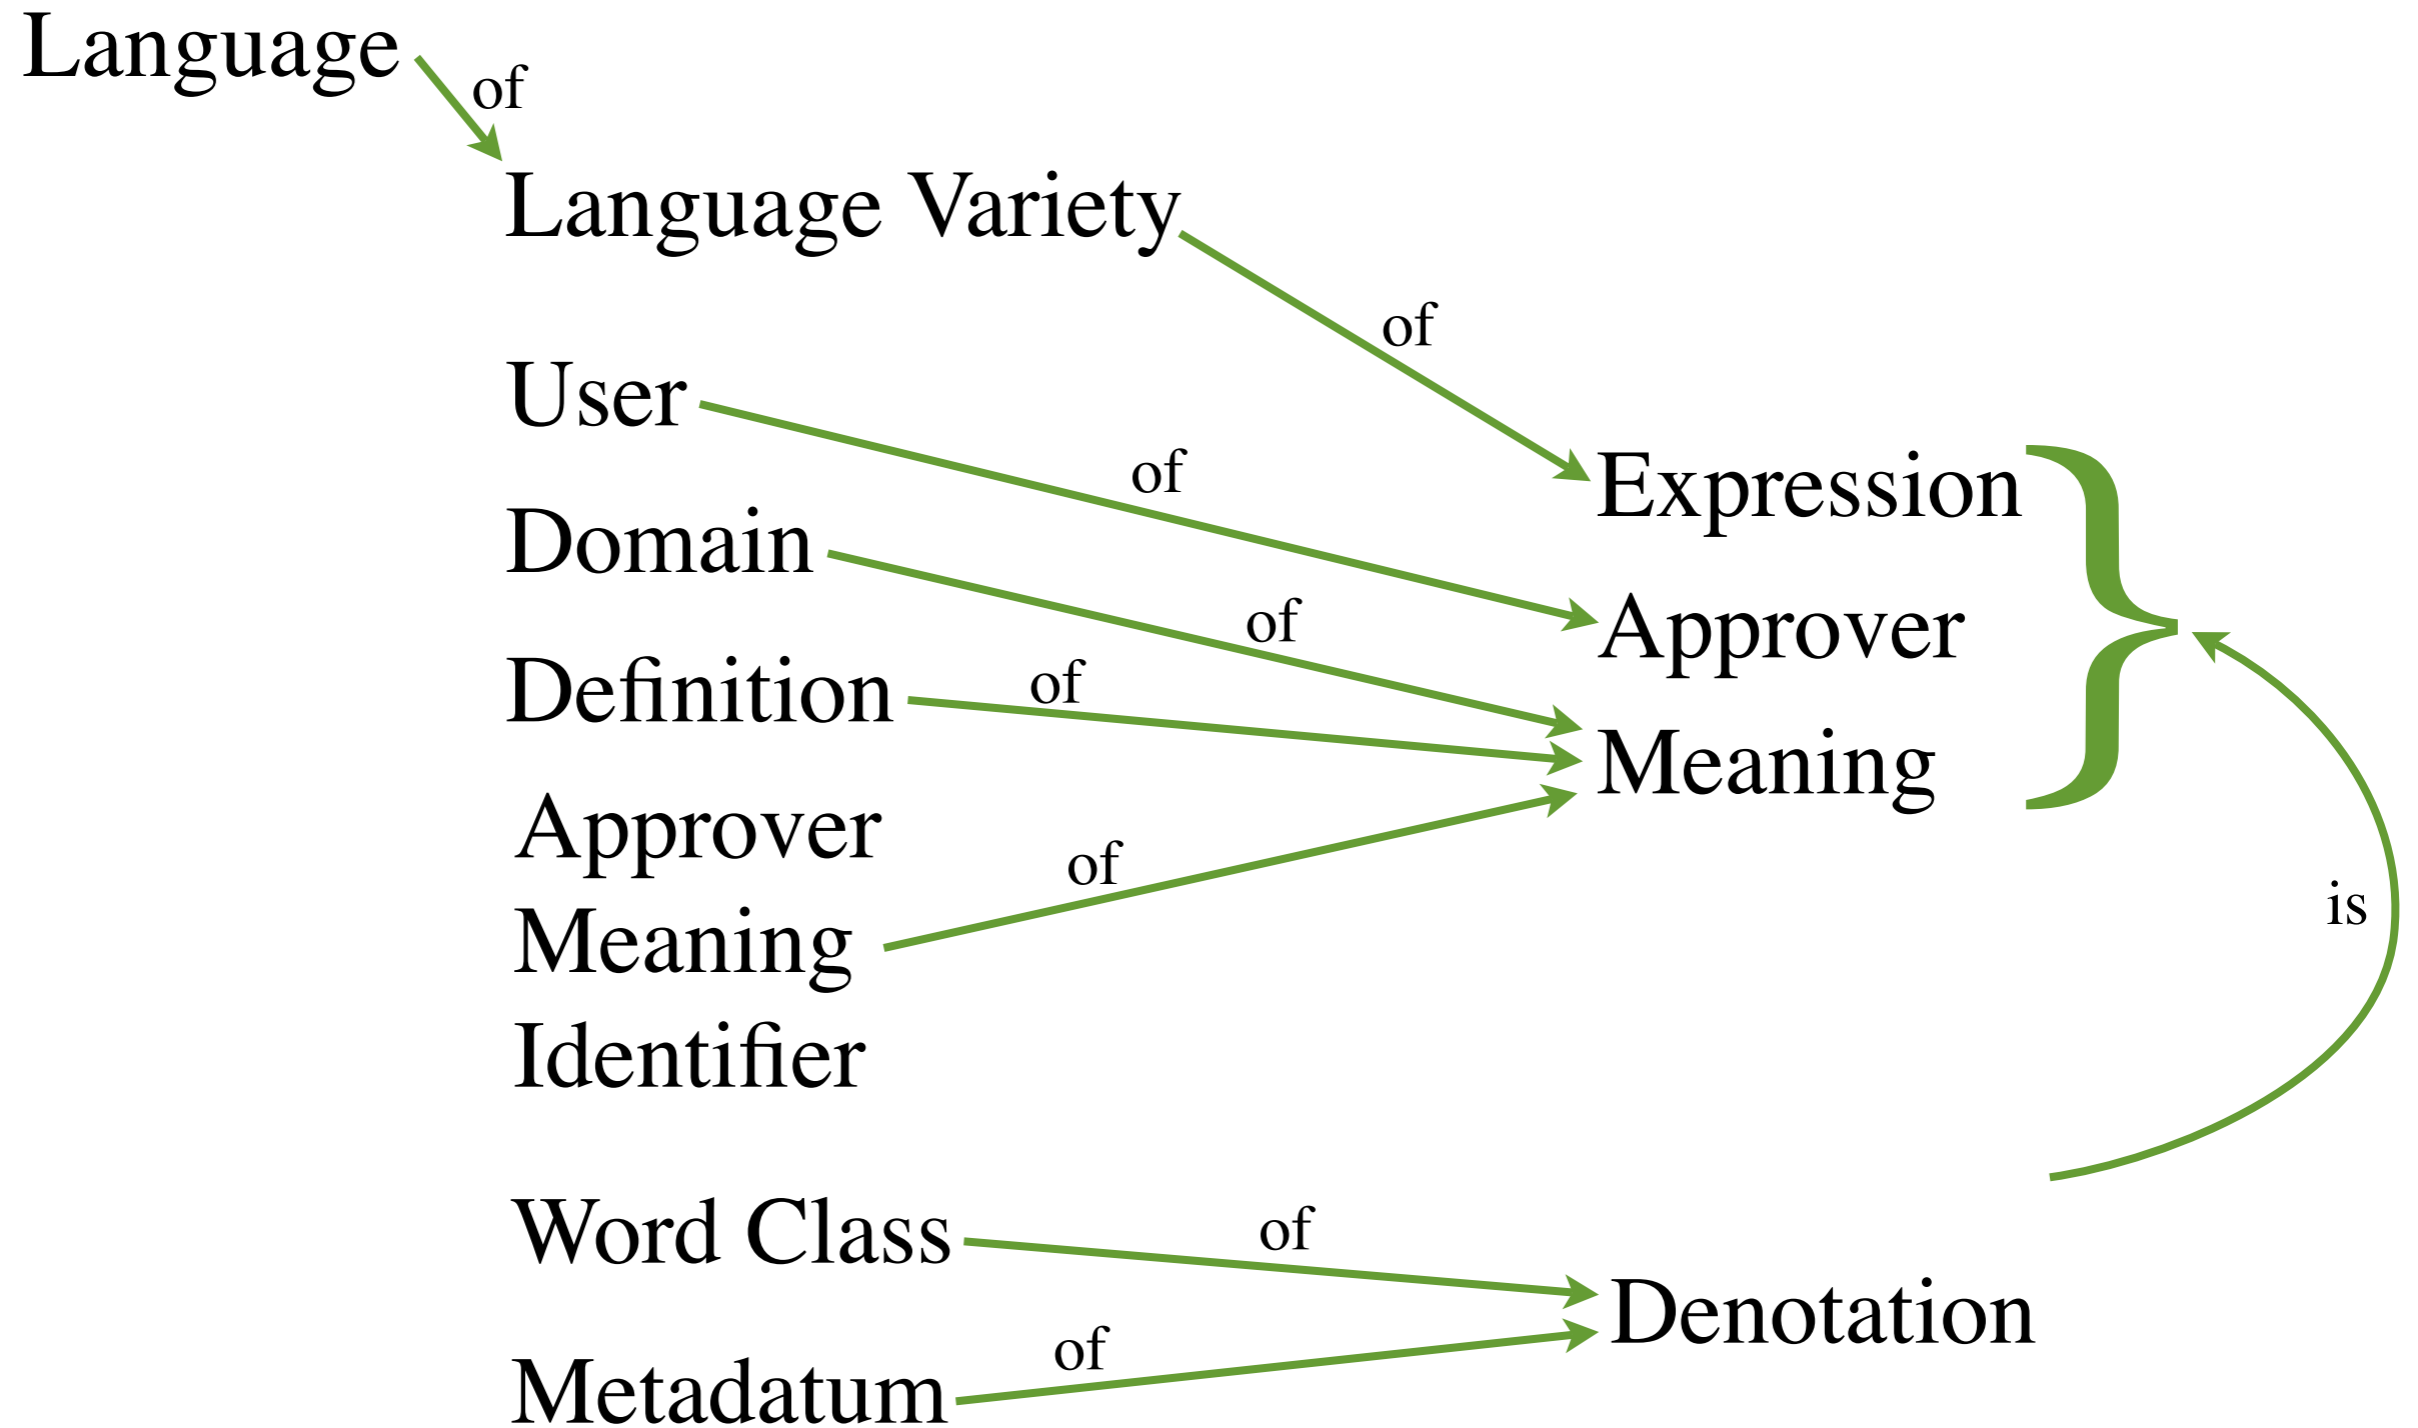 Language
of
Language Variety
of
User
of
Expression
Domain
of
Approver
Definition
of
Meaning
Approver
Meaning
Identifier
of
is
Word Class
of
Denotation
Metadatum
of